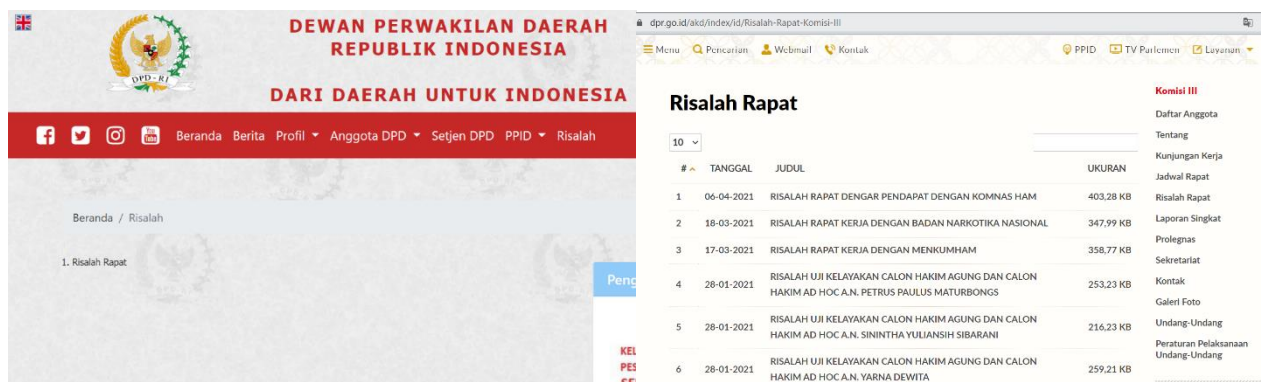 DEWAN PERWAKILAN DAERAH
REPUBLIK INDONESIA
DARI DAERAH UNTUK INDONESIA
DPD - RI
You Tube Beranda Berita Profil Anggota DPD Setjen DPD PPID Risalah
Beranda / Risalah
1. Risalah Rapat
Peng
KEL
PES
dpr.go.id/akd/index/id/Risalah-Rapat-Komisi-III
Menu Pencarian Webmail Kontak PPID TV Parlemen Layanan
Risalah Rapat
10
# TANGGAL JUDUL UKURAN
1 06-04-2021 RISALAH RAPAT DENGAR PENDAPAT DENGAN KOMNAS HAM 403,28 KB
2 18-03-2021 RISALAH RAPAT KERJA DENGAN BADAN NARKOTIKA NASIONAL 347,99 KB
3 17-03-2021 RISALAH RAPAT KERJA DENGAN MENKUMHAM 358,77 KB
4 28-01-2021 RISALAH UJI KELAYAKAN CALON HAKIM AGUNG DAN CALON
HAKIM AD HOC A.N. PETRUS PAULUS MATURBONGS 253,23 KB
5 28-01-2021 RISALAH UJI KELAYAKAN CALON HAKIM AGUNG DAN CALON
HAKIM AD HOC A.N. SININTHA YULIANSIH SIBARANI 216,23 KB
6 28-01-2021 RISALAH UJI KELAYAKAN CALON HAKIM AGUNG DAN CALON
HAKIM AD HOC A.N. YARNA DEWITA 259,21 KB
Komisi III
Daftar Anggota
Tentang
Kunjungan Kerja
Jadwal Rapat
Risalah Rapat
Laporan Singkat
Prolegnas
Sekretariat
Kontak
Galeri Foto
Undang-Undang
Peraturan Pelaksanaan
Undang-Undang